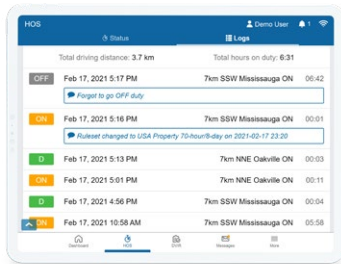 HOS Demo User 1
Status Logs
Total driving distance: 3.7 km Total hours on duty: 6:31
OFF Feb 17, 2021 5:17 PM 7km SSW Mississauga ON 06:42
Forget to go OFF duty
ON Feb 17, 2021 5:16 PM 7km SSW Mississauga ON 00:01
Ruleset changed to USA Property 70-hour/8-day on 2021-02-17 23:20
D Feb 17, 2021 5:13 PM 7km NNE Oakville ON 00:03
ON Feb 17, 2021 5:01 PM 7km NNE Oakville ON 00:11
D Feb 17, 2021 4:56 PM 7km SSW Mississauga ON 00:04
ON Feb 17, 2021 10:58 AM 7km SSW Mississauga ON 05:58
Dashboard HOS DVIR Messages More